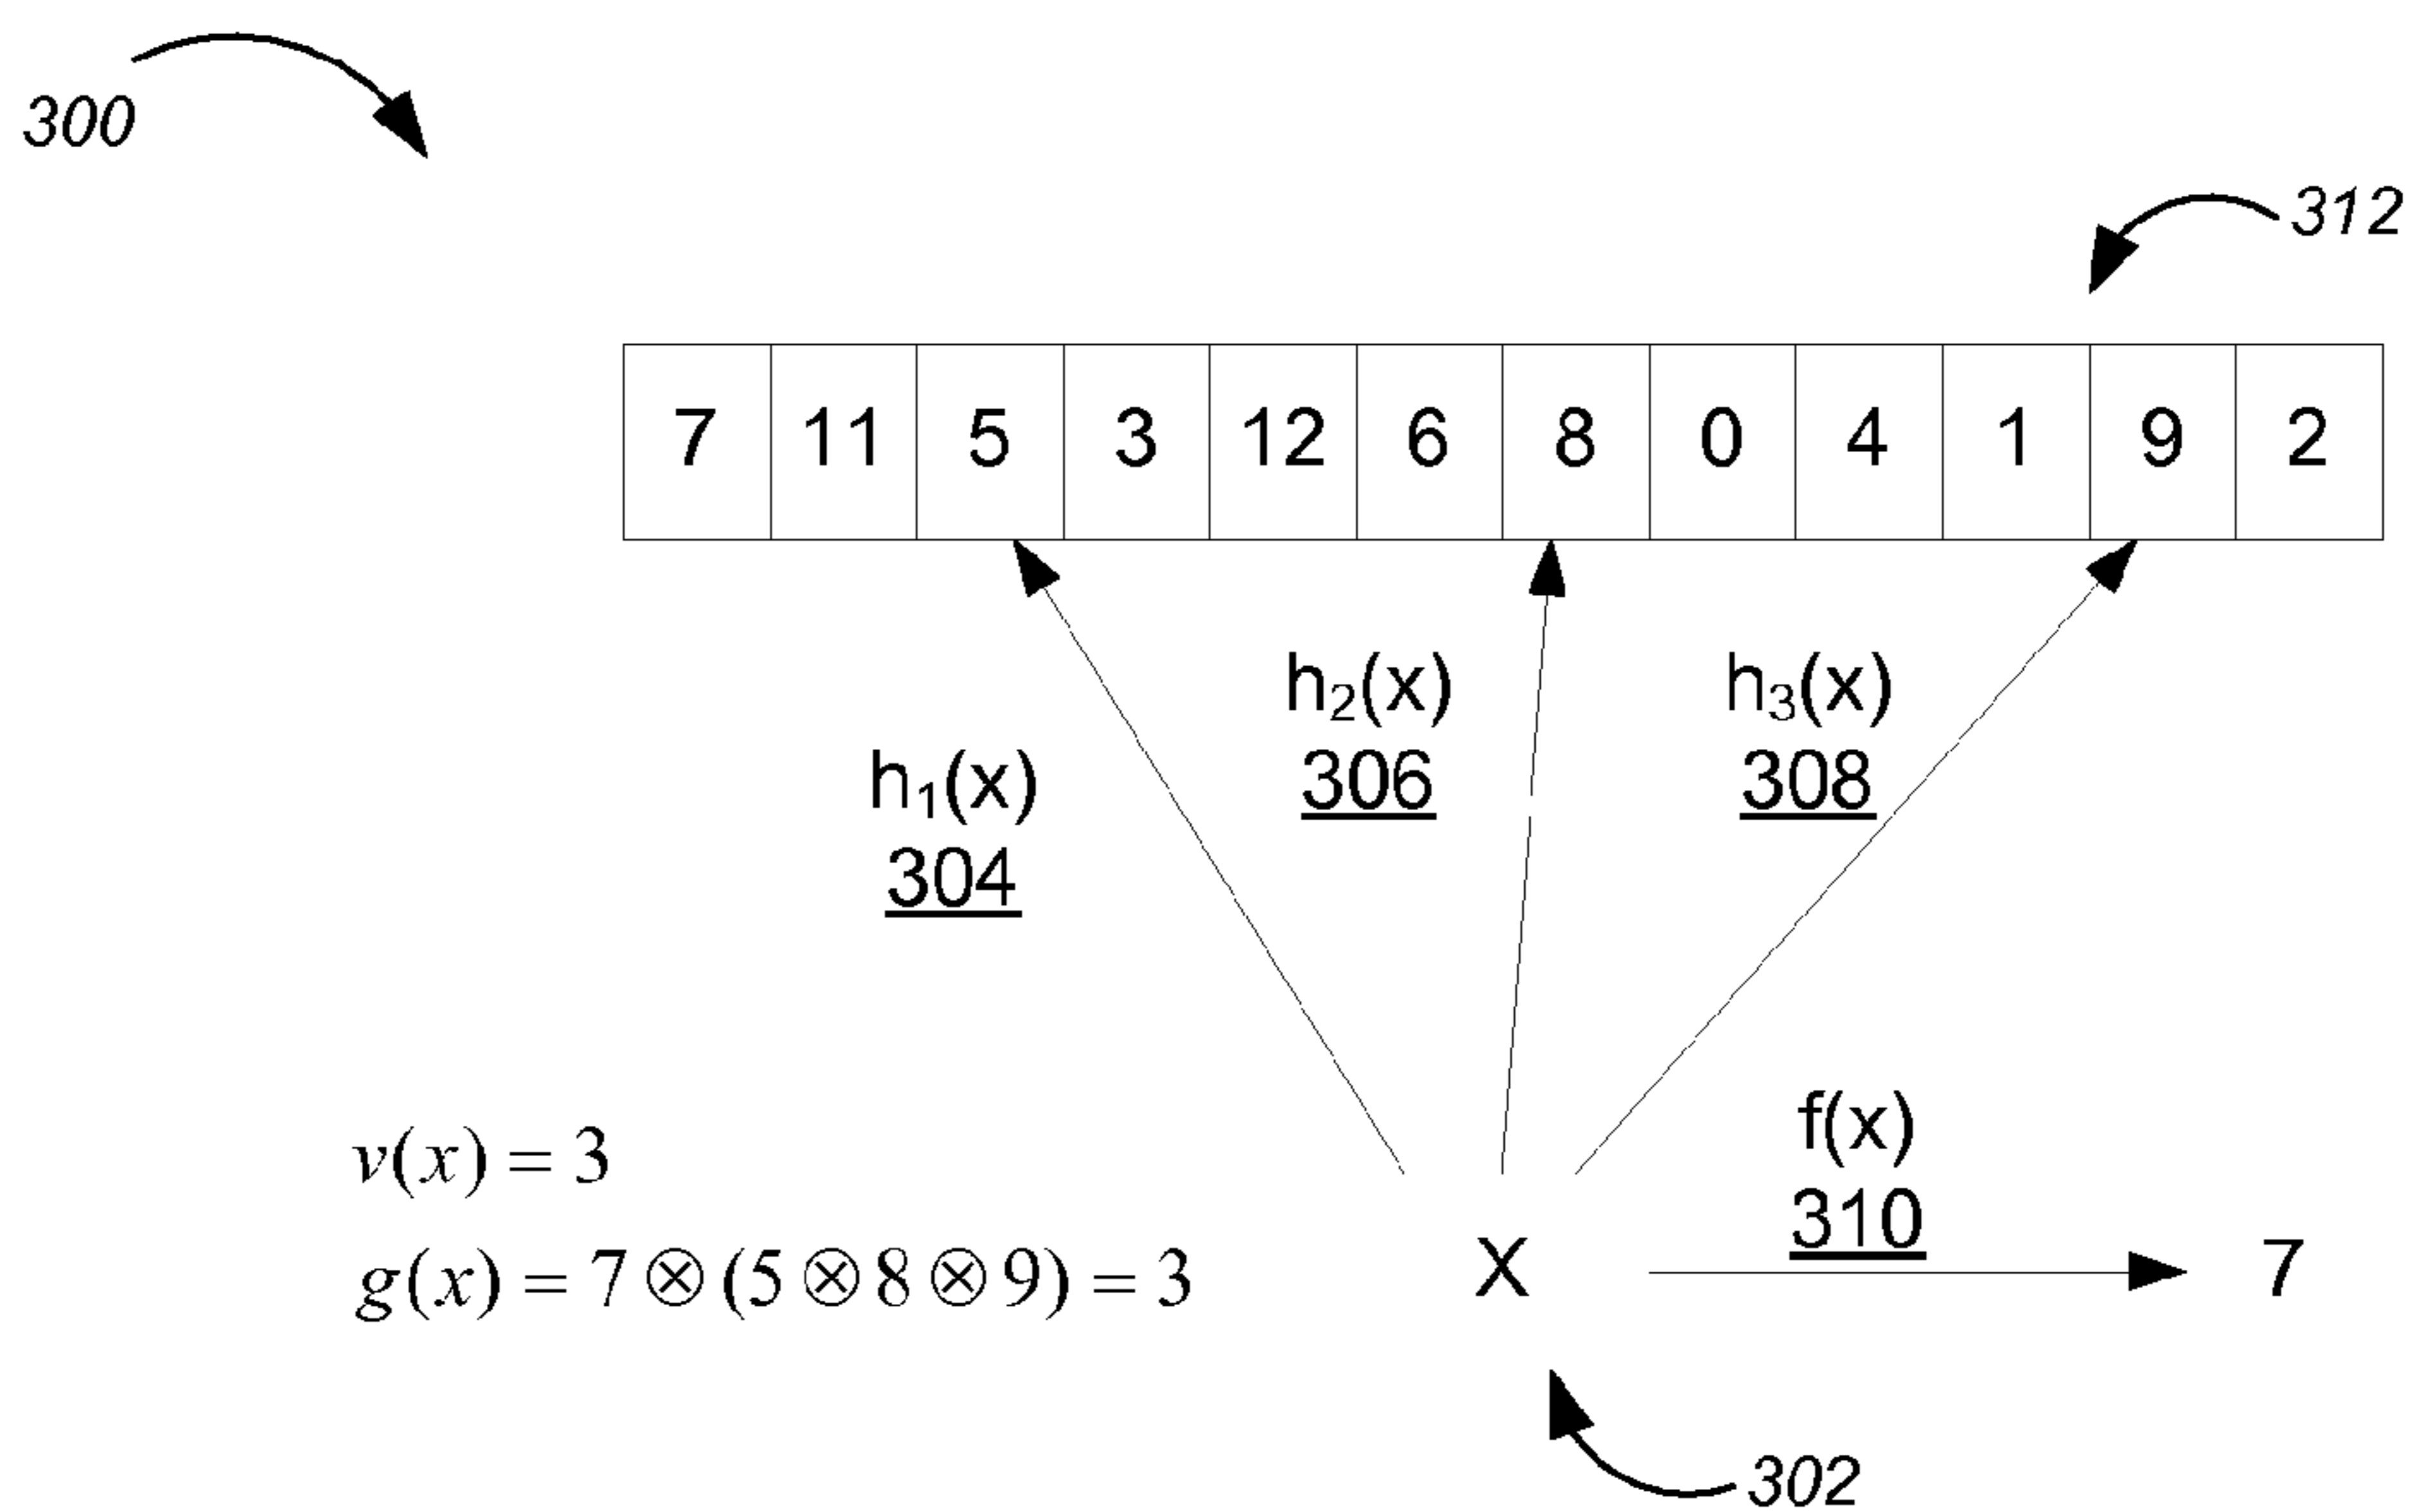 300
312
7 11 5 3 12 6 8 0 4 1 9 2
h₂(x) h₃(x)
306 308
h₁(x)
304
f(x)
310
v(x) = 3
g(x) = 7 ⊗ (5 ⊗ 8 ⊗ 9) = 3
X 7
302